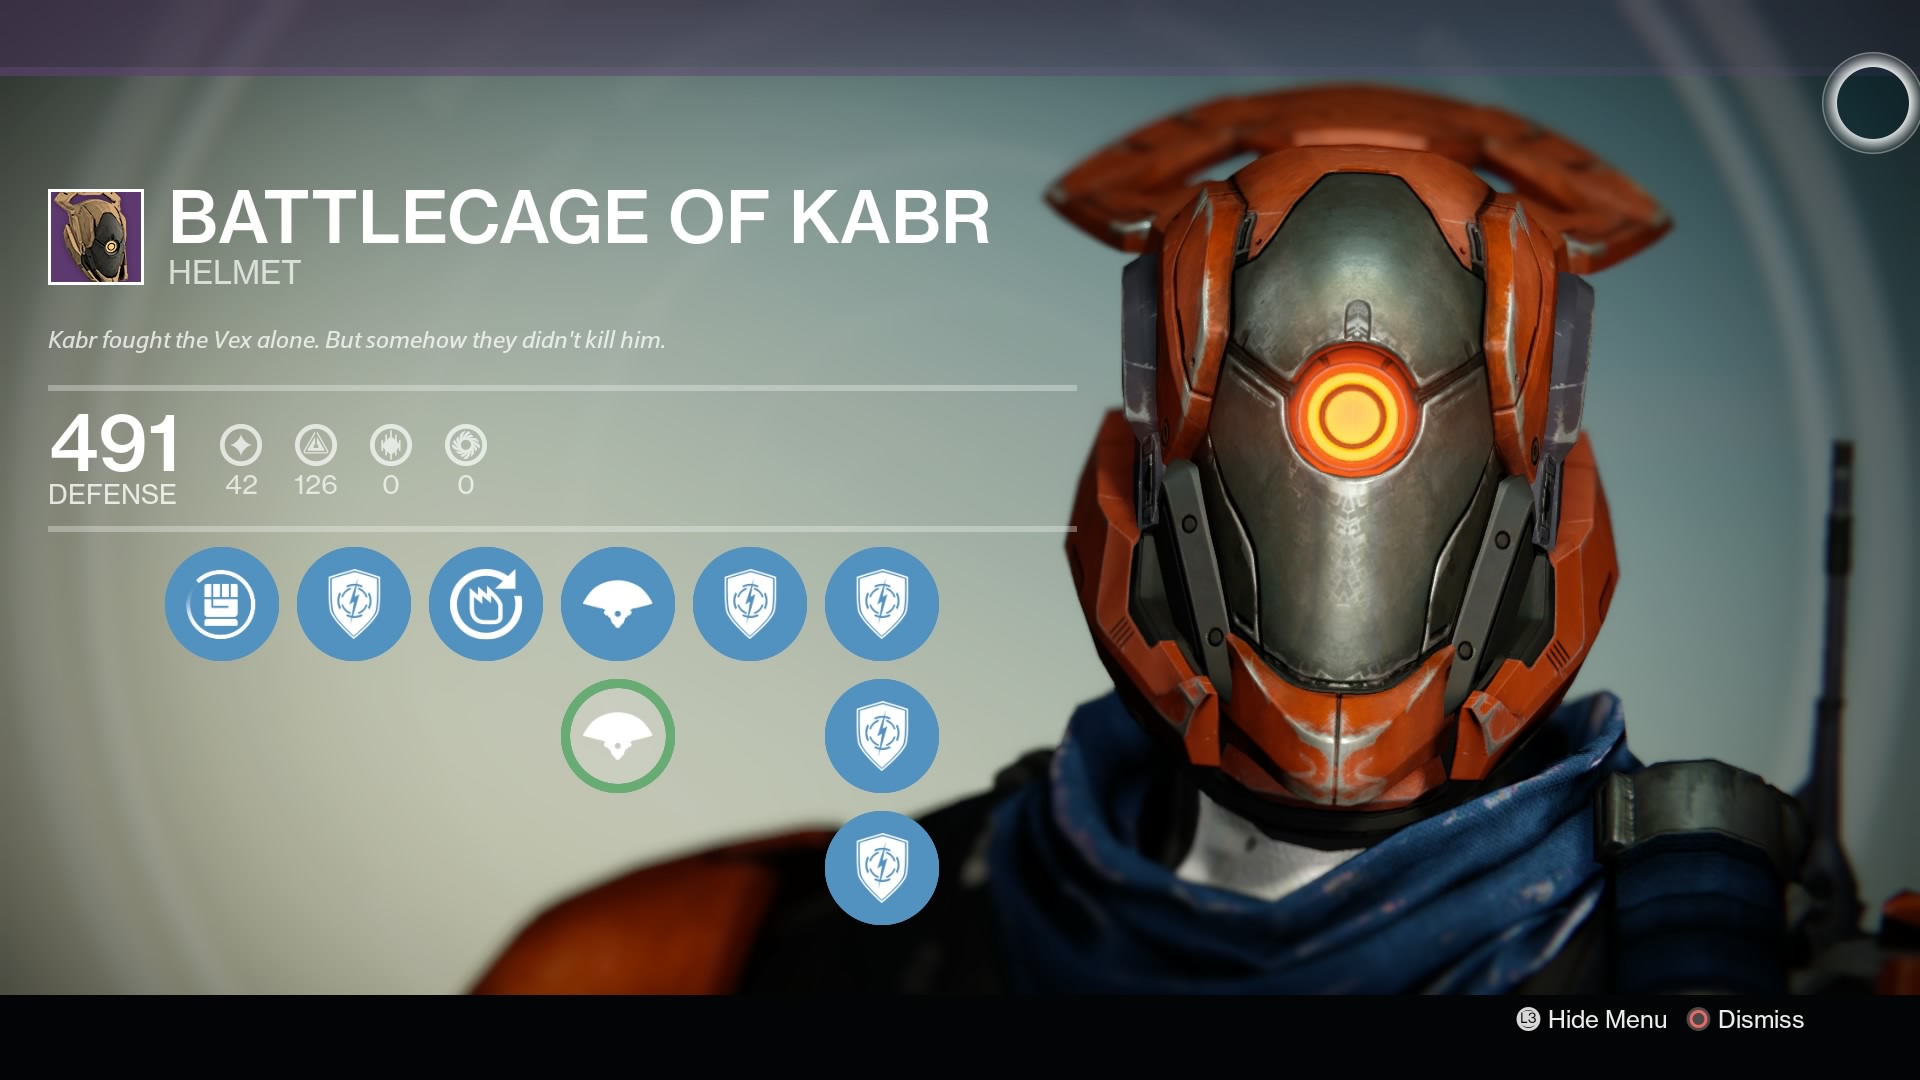 BATTLECAGE OF KABR
HELMET
Kabr fought the Vex alone. But somehow they didn't kill him.
491
DEFENSE
42 126 0 0
L3 Hide Menu Dismiss